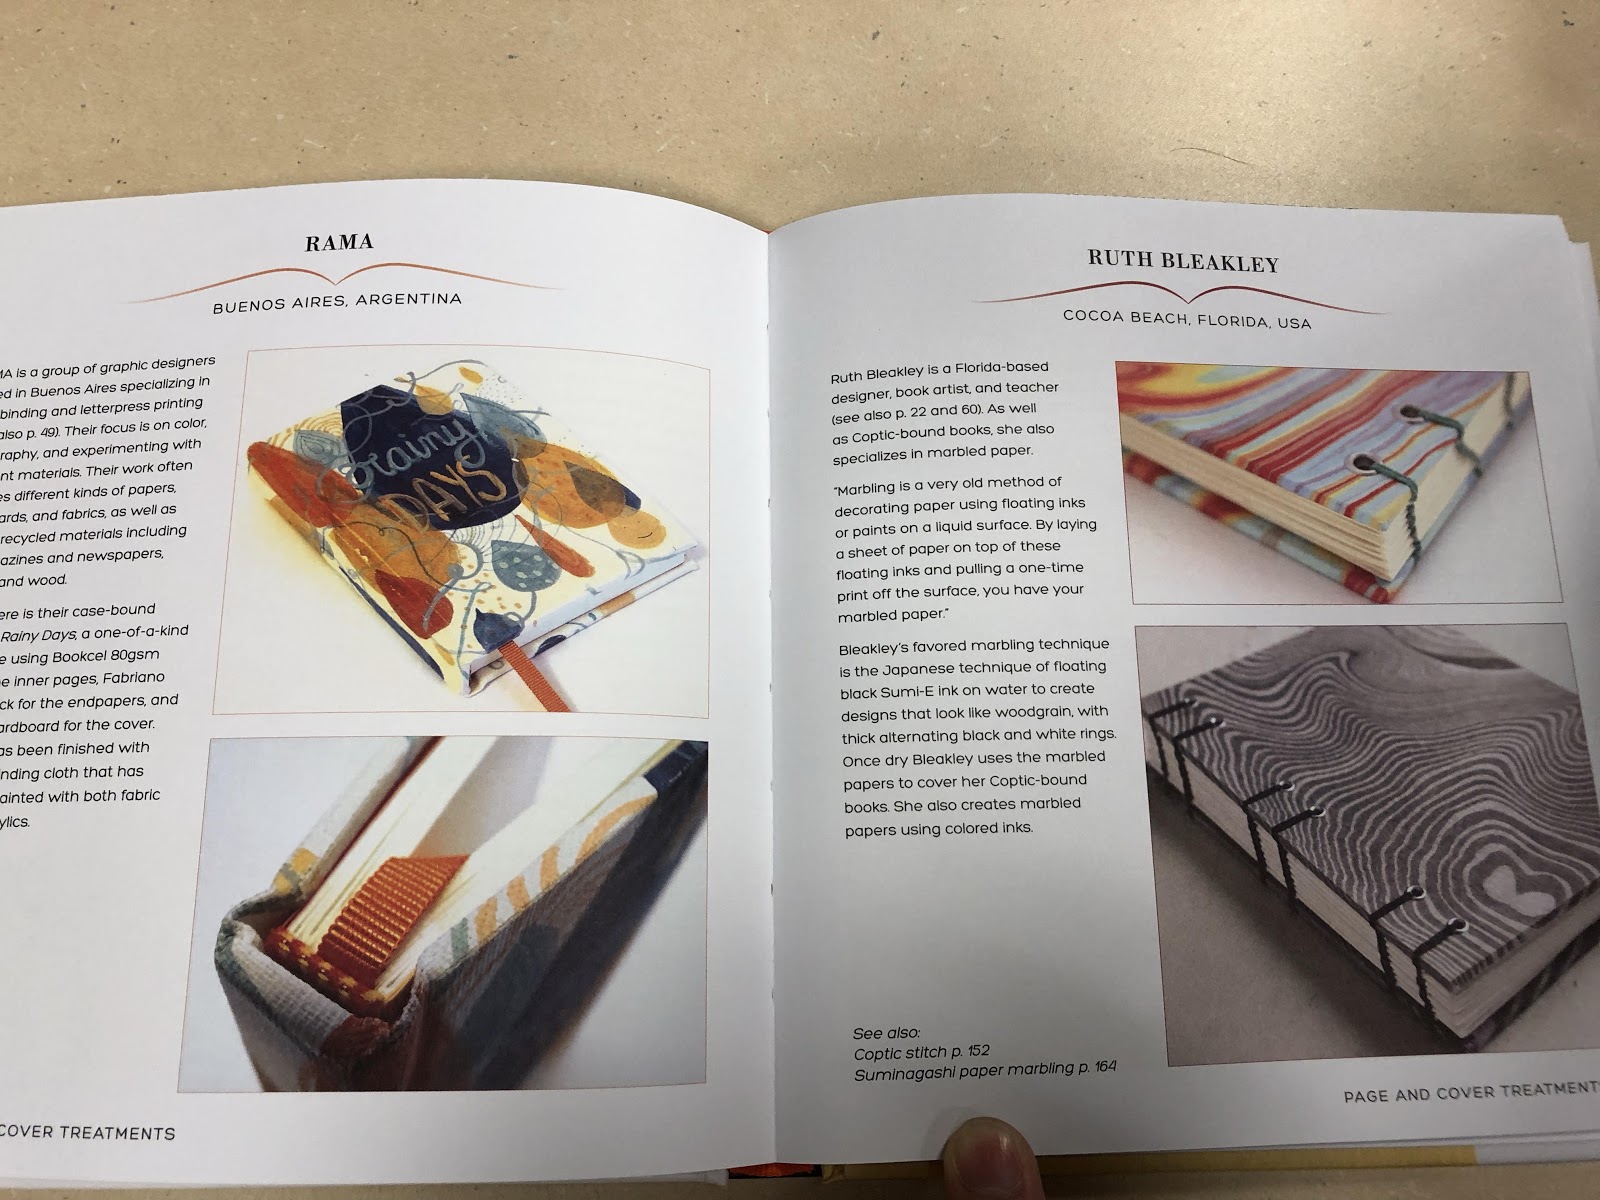 RAMA
BUENOS AIRES, ARGENTINA
MA is a group of graphic designers
ed in Buenos Aires specializing in
binding and letterpress printing
also p. 49). Their focus is on color,
raphy, and experimenting with
nt materials. Their work often
es different kinds of papers,
ards, and fabrics, as well as
recycled materials including
azines and newspapers,
and wood.
ere is their case-bound
Rainy Days, a one-of-a-kind
e using Bookcel 80gsm
e inner pages, Fabriano
ck for the endpapers, and
ardboard for the cover.
as been finished with
nding cloth that has
ainted with both fabric
ylics.
rainy
DAYS
COVER TREATMENTS
RUTH BLEAKLEY
COCOA BEACH, FLORIDA, USA
Ruth Bleakley is a Florida-based
designer, book artist, and teacher
(see also p. 22 and 60). As well
as Coptic-bound books, she also
specializes in marbled paper.
“Marbling is a very old method of
decorating paper using floating inks
or paints on a liquid surface. By laying
a sheet of paper on top of these
floating inks and pulling a one-time
print off the surface, you have your
marbled paper.”
Bleakley’s favored marbling technique
is the Japanese technique of floating
black Sumi-E ink on water to create
designs that look like woodgrain, with
thick alternating black and white rings.
Once dry Bleakley uses the marbled
papers to cover her Coptic-bound
books. She also creates marbled
papers using colored inks.
See also:
Coptic stitch p. 152
Suminagashi paper marbling p. 164
PAGE AND COVER TREATMENTS